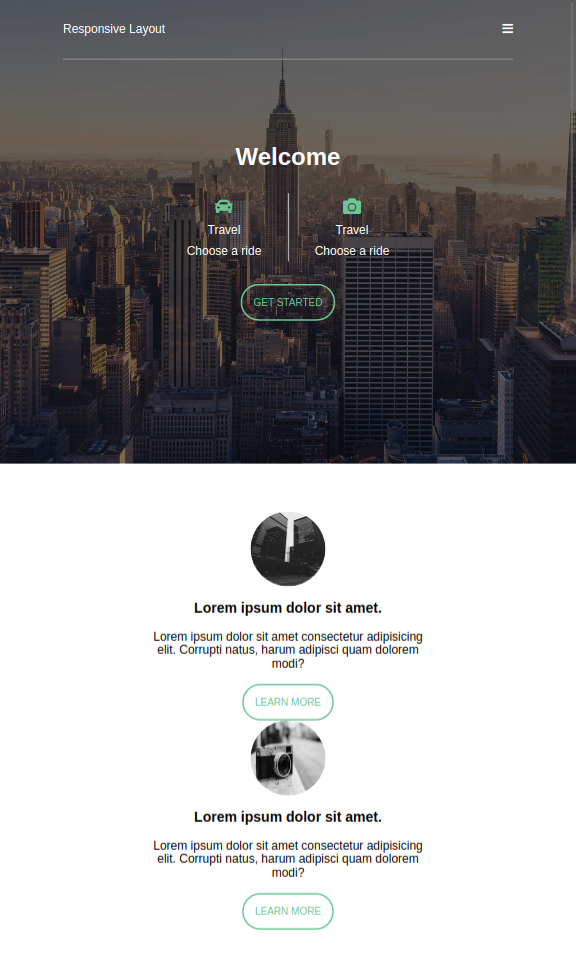 Responsive Layout
Welcome
Travel
Choose a ride
Travel
Choose a ride
GET STARTED
Lorem ipsum dolor sit amet.
Lorem ipsum dolor sit amet consectetur adipisicing
elit. Corrupti natus, harum adipisci quam dolorem
modi?
LEARN MORE
Lorem ipsum dolor sit amet.
Lorem ipsum dolor sit amet consectetur adipisicing
elit. Corrupti natus, harum adipisci quam dolorem
modi?
LEARN MORE